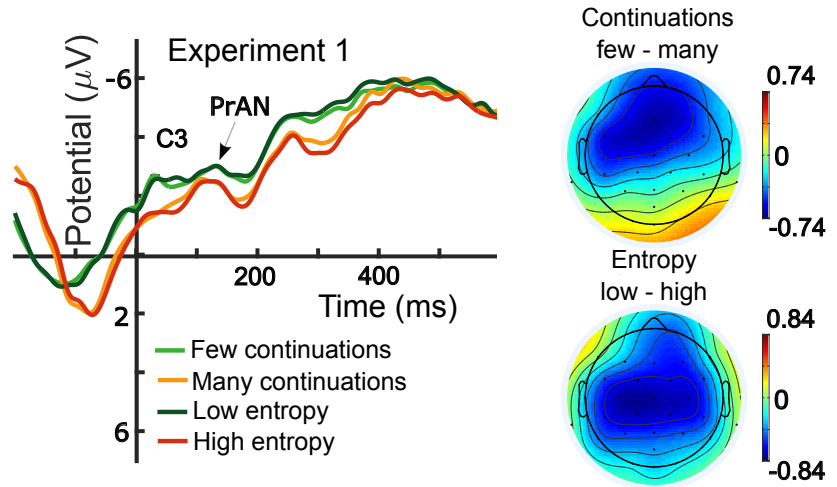 Experiment 1
Potential (μV)
-6
C3
PrAN
200
400
Time (ms)
2
6
Few continuations
Many continuations
Low entropy
High entropy
Continuations
few - many
0.74
0
-0.74
Entropy
low - high
0.84
0
-0.84